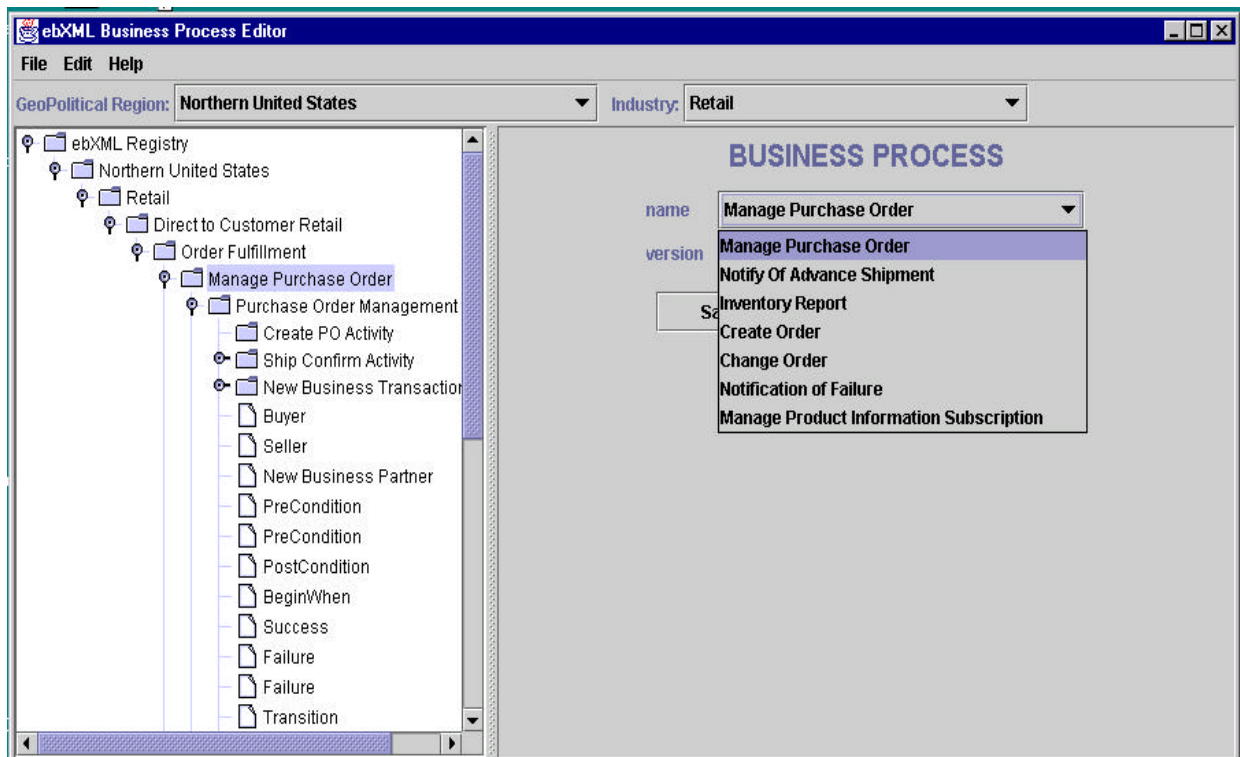 ebXML Business Process Editor
File Edit Help
GeoPolitical Region: Northern United States Industry: Retail
ebXML Registry
Northern United States
Retail
Direct to Customer Retail
Order Fulfillment
Manage Purchase Order
Purchase Order Management
Create PO Activity
Ship Confirm Activity
New Business Transaction
Buyer
Seller
New Business Partner
PreCondition
PreCondition
PostCondition
BeginWhen
Success
Failure
Failure
Transition
BUSINESS PROCESS
name Manage Purchase Order
version
Sa
Manage Purchase Order
Notify Of Advance Shipment
Inventory Report
Create Order
Change Order
Notification of Failure
Manage Product Information Subscription